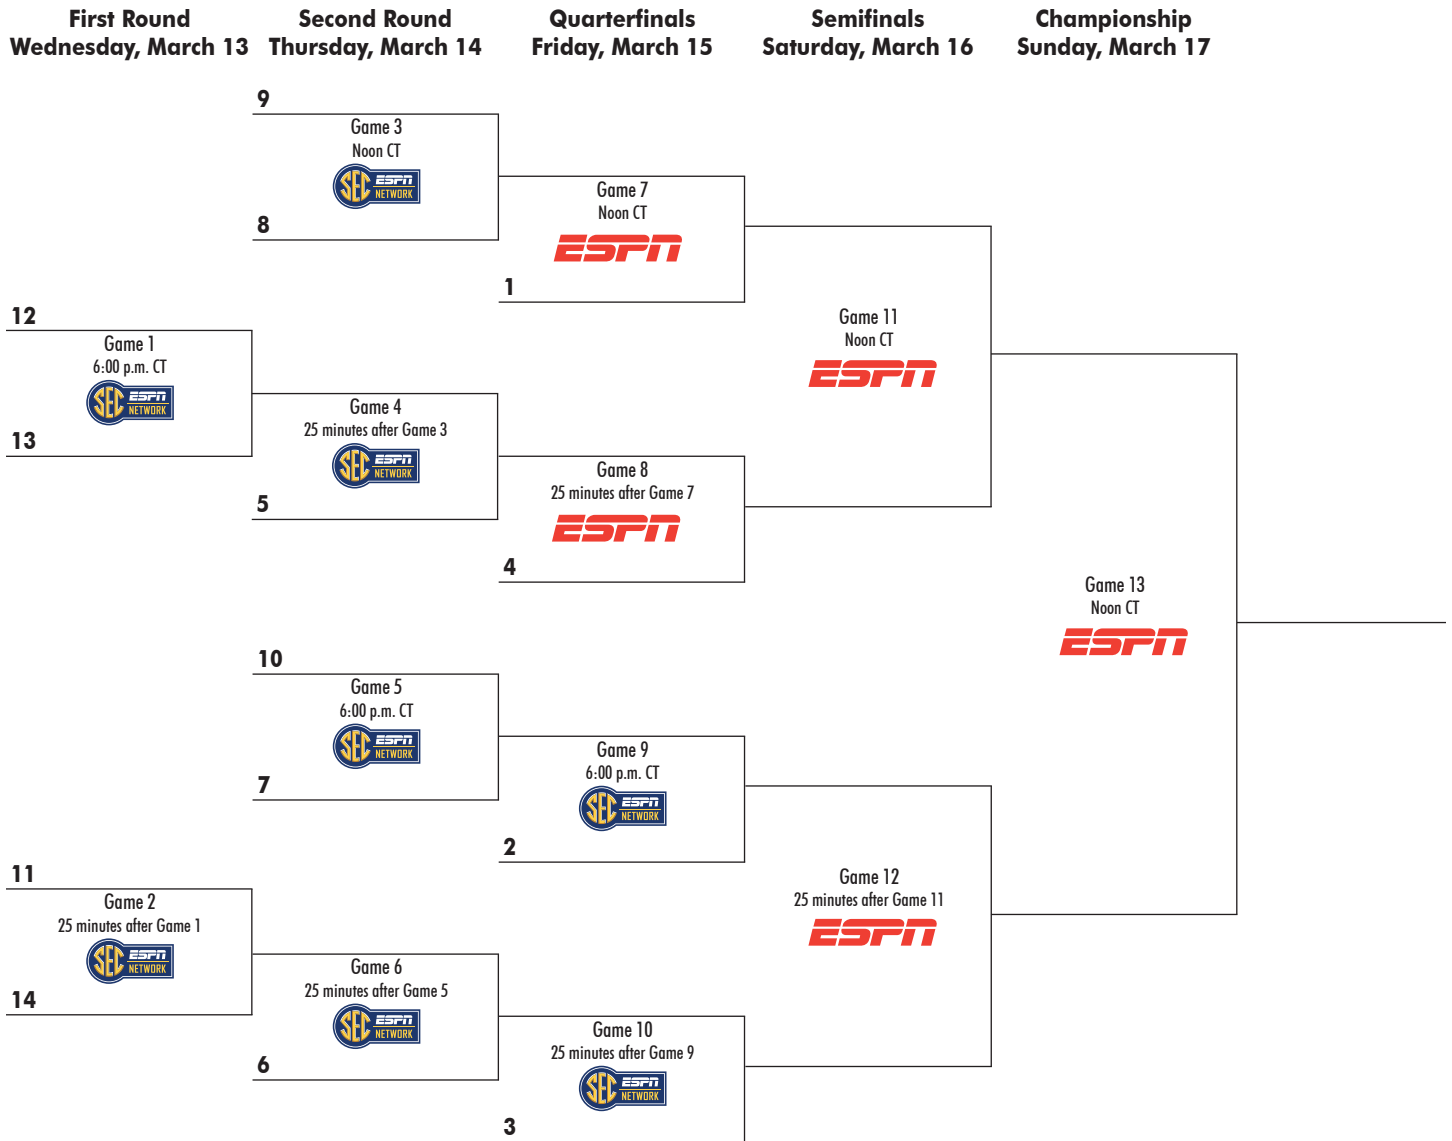 First Round
Wednesday, March 13
Second Round
Thursday, March 14
Quarterfinals
Friday, March 15
Semifinals
Saturday, March 16
Championship
Sunday, March 17
9
Game 3
Noon CT
SEC ESPN NETWORK
8
Game 7
Noon CT
ESPN
1
12
Game 1
6:00 p.m. CT
SEC ESPN NETWORK
13
Game 4
25 minutes after Game 3
SEC ESPN NETWORK
5
Game 8
25 minutes after Game 7
ESPN
4
Game 11
Noon CT
ESPN
Game 13
Noon CT
ESPN
10
Game 5
6:00 p.m. CT
SEC ESPN NETWORK
7
Game 9
6:00 p.m. CT
SEC ESPN NETWORK
2
11
Game 2
25 minutes after Game 1
SEC ESPN NETWORK
14
Game 6
25 minutes after Game 5
SEC ESPN NETWORK
6
Game 10
25 minutes after Game 9
SEC ESPN NETWORK
3
Game 12
25 minutes after Game 11
ESPN